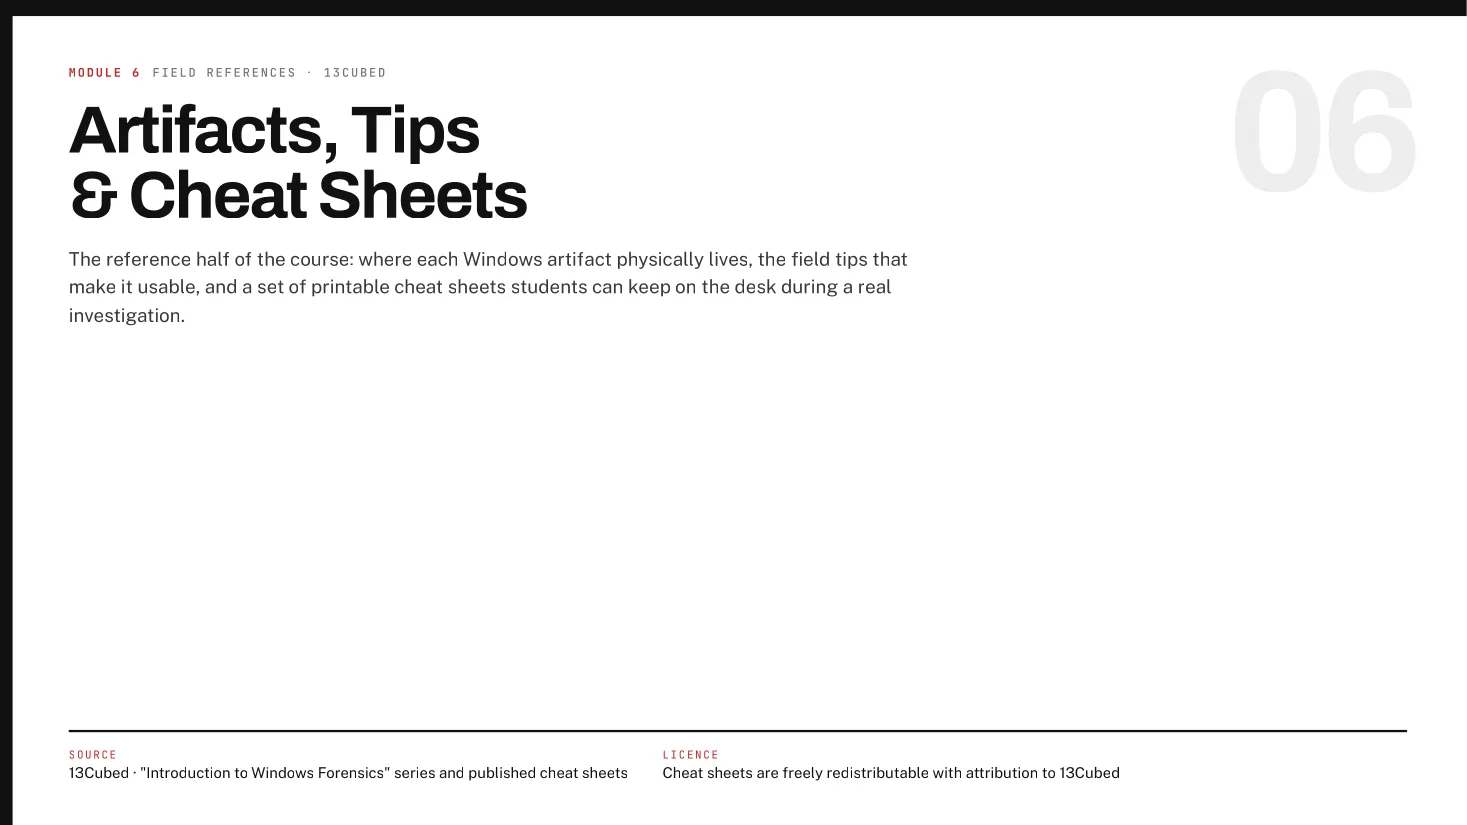 MODULE 6 FIELD REFERENCES · 13CUBED
06
Artifacts, Tips
& Cheat Sheets
The reference half of the course: where each Windows artifact physically lives, the field tips that
make it usable, and a set of printable cheat sheets students can keep on the desk during a real
investigation.
SOURCE
13Cubed · "Introduction to Windows Forensics" series and published cheat sheets
LICENCE
Cheat sheets are freely redistributable with attribution to 13Cubed